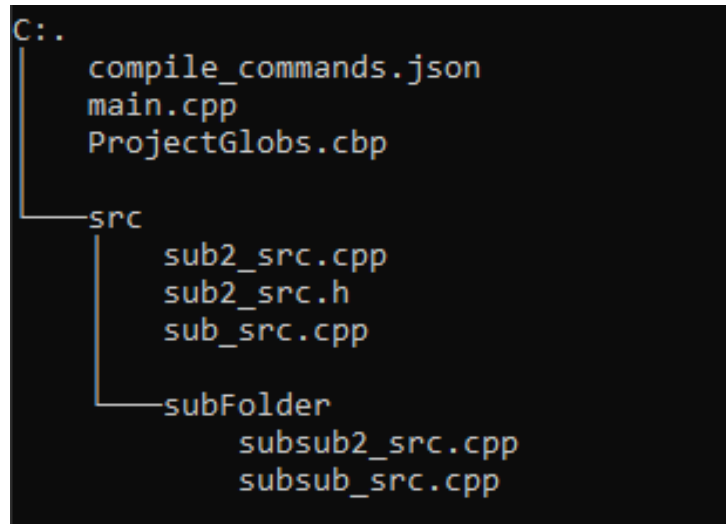 C:.
compile_commands.json
main.cpp
ProjectGlobs.cbp
src
sub2_src.cpp
sub2_src.h
sub_src.cpp
subFolder
subsub2_src.cpp
subsub_src.cpp